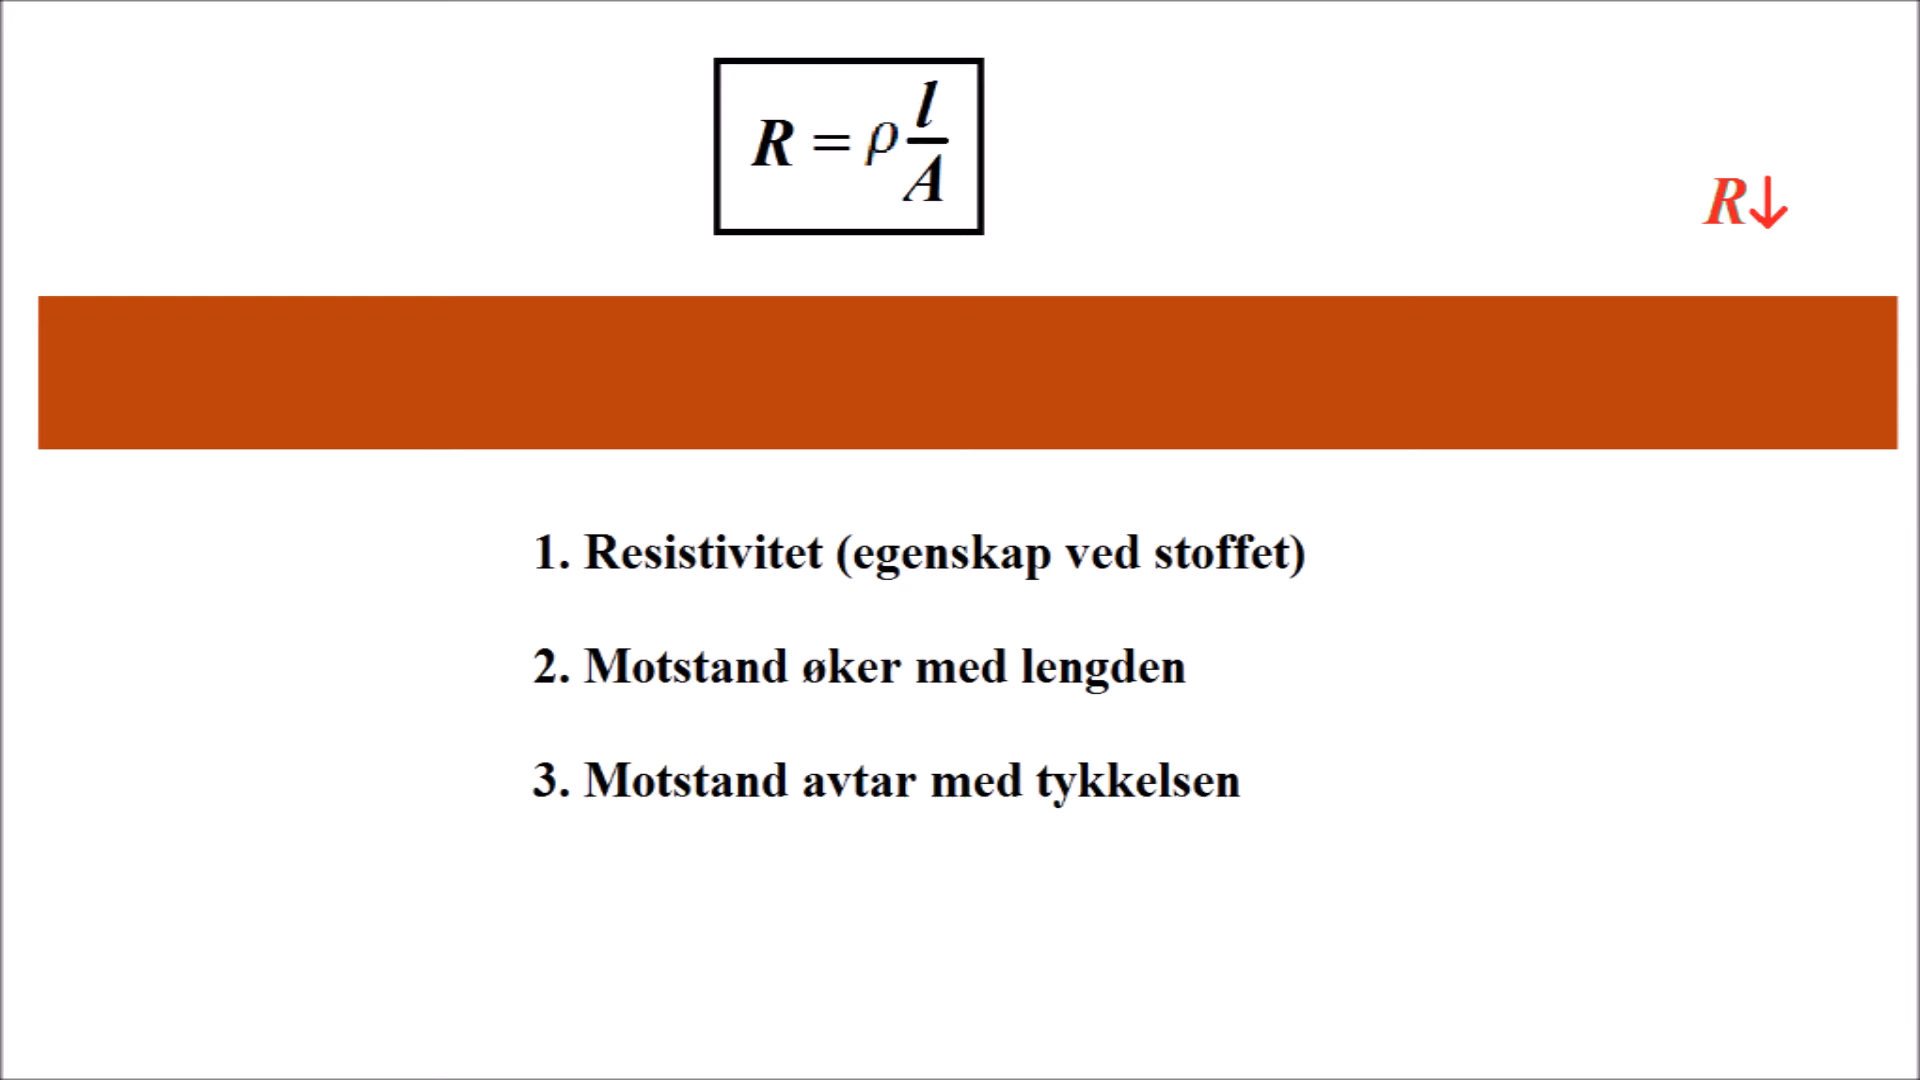 R = ρ l/A
R↓
1. Resistivitet (egenskap ved stoffet)
2. Motstand øker med lengden
3. Motstand avtar med tykkelsen